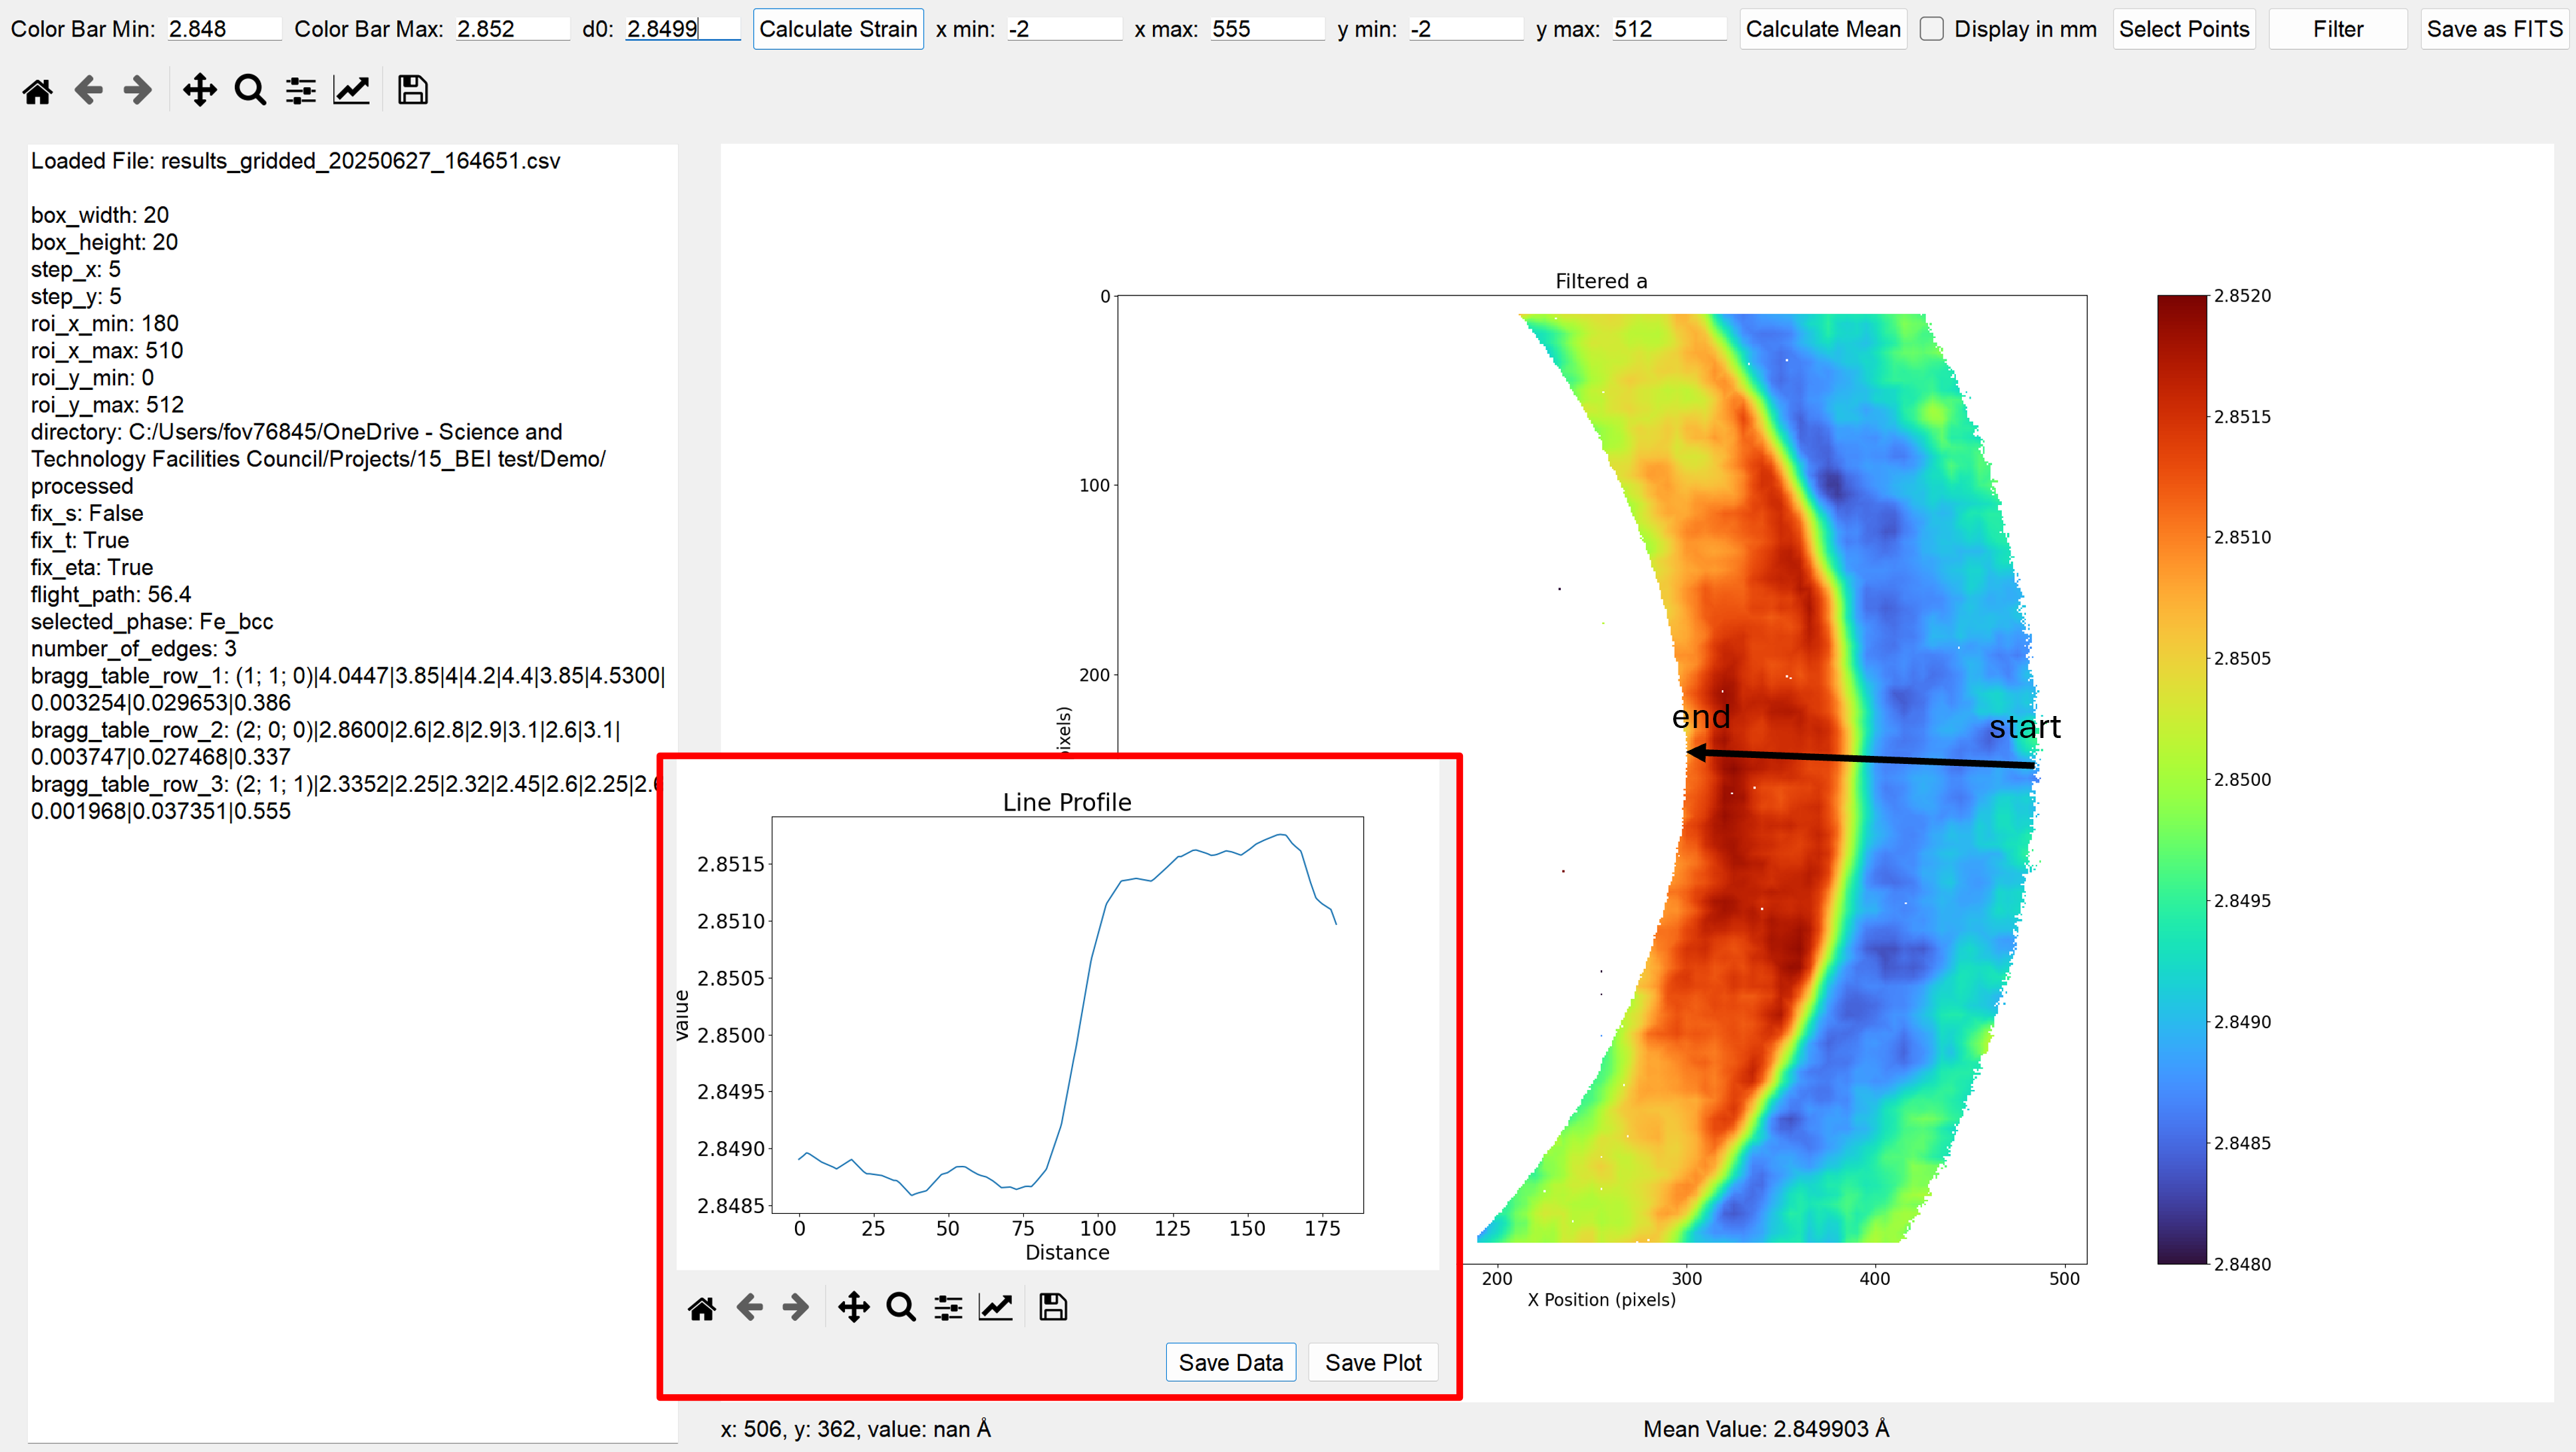 Color Bar Min: 2.848 Color Bar Max: 2.852 d0: 2.8499 Calculate Strain x min: -2 x max: 555 y min: -2 y max: 512 Calculate Mean Display in mm Select Points Filter Save as FITS
Loaded File: results_gridded_20250627_164651.csv
box_width: 20
box_height: 20
step_x: 5
step_y: 5
roi_x_min: 180
roi_x_max: 510
roi_y_min: 0
roi_y_max: 512
directory: C:/Users/fov76845/OneDrive - Science and
Technology Facilities Council/Projects/15_BEI test/Demo/
processed
fix_s: False
fix_t: True
fix_eta: True
flight_path: 56.4
selected_phase: Fe_bcc
number_of_edges: 3
bragg_table_row_1: (1; 1; 0)|4.0447|3.85|4|4.2|4.4|3.85|4.5300|
0.003254|0.029653|0.386
bragg_table_row_2: (2; 0; 0)|2.8600|2.6|2.8|2.9|3.1|2.6|3.1|
0.003747|0.027468|0.337
bragg_table_row_3: (2; 1; 1)|2.3352|2.25|2.32|2.45|2.6|2.25|2.
0.001968|0.037351|0.555
Filtered a
0
100
200
ixels)
end
start
200
300
400
500
X Position (pixels)
2.8520
2.8515
2.8510
2.8505
2.8500
2.8495
2.8490
2.8485
2.8480
Line Profile
2.8515
2.8510
2.8505
2.8500
2.8495
2.8490
2.8485
Value
0 25 50 75 100 125 150 175
Distance
Save Data Save Plot
x: 506, y: 362, value: nan Å
Mean Value: 2.849903 Å